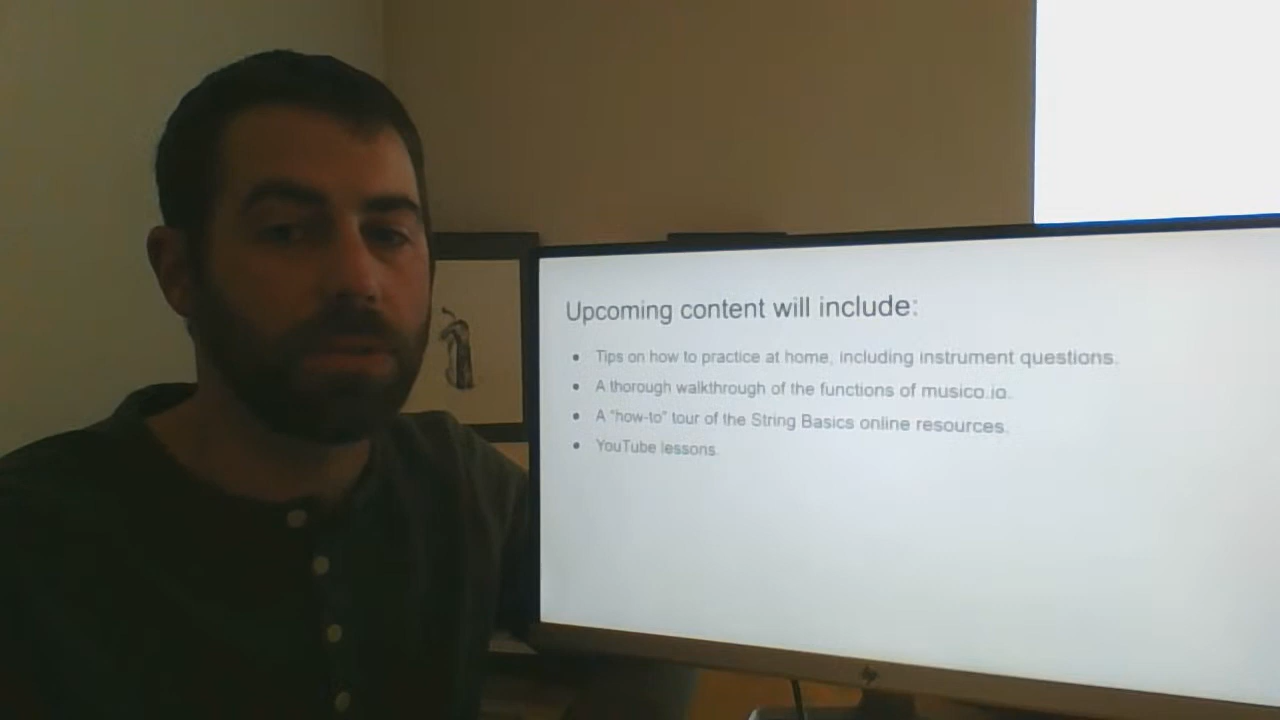 Upcoming content will include:
Tips on how to practice at home, including instrument questions.
A thorough walkthrough of the functions of musico.io.
A "how-to" tour of the String Basics online resources.
YouTube lessons.
hp